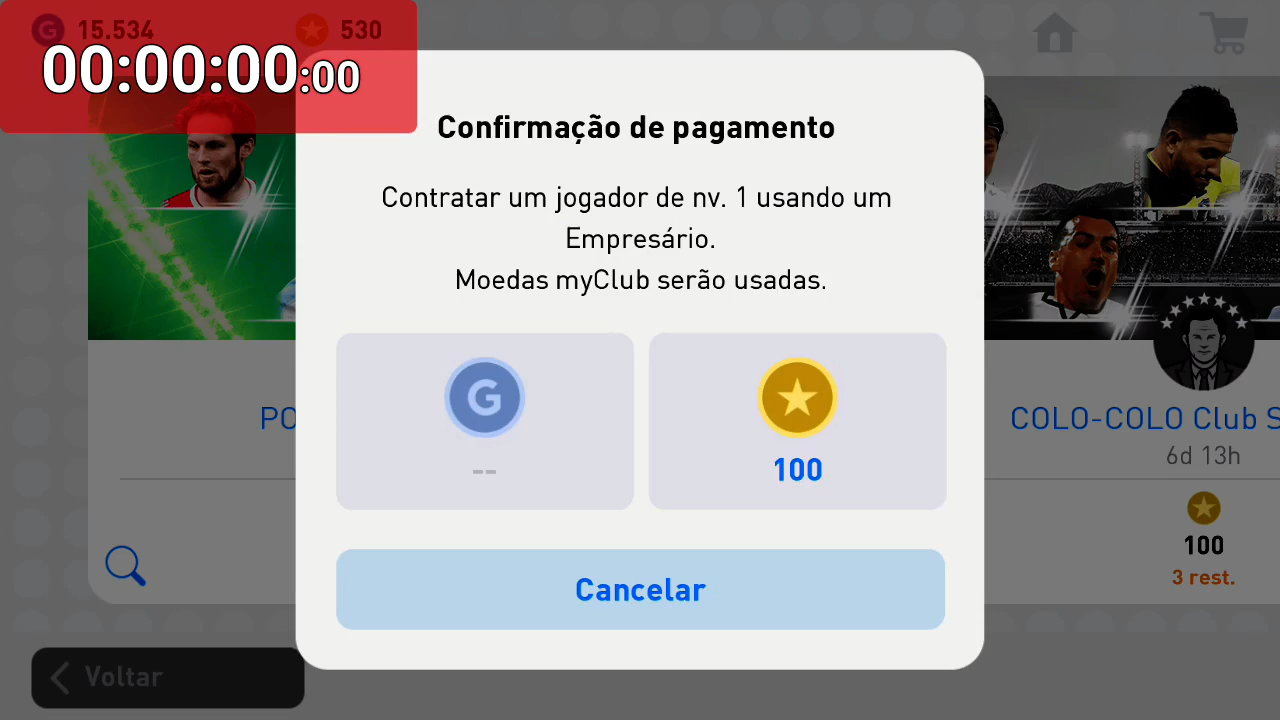 15.534
530
00:00:00:00
Confirmação de pagamento
Contratar um jogador de nv. 1 usando um
Empresário.
Moedas myClub serão usadas.
G
--
100
Cancelar
PO
COLO-COLO Club S
6d 13h
100
3 rest.
Voltar